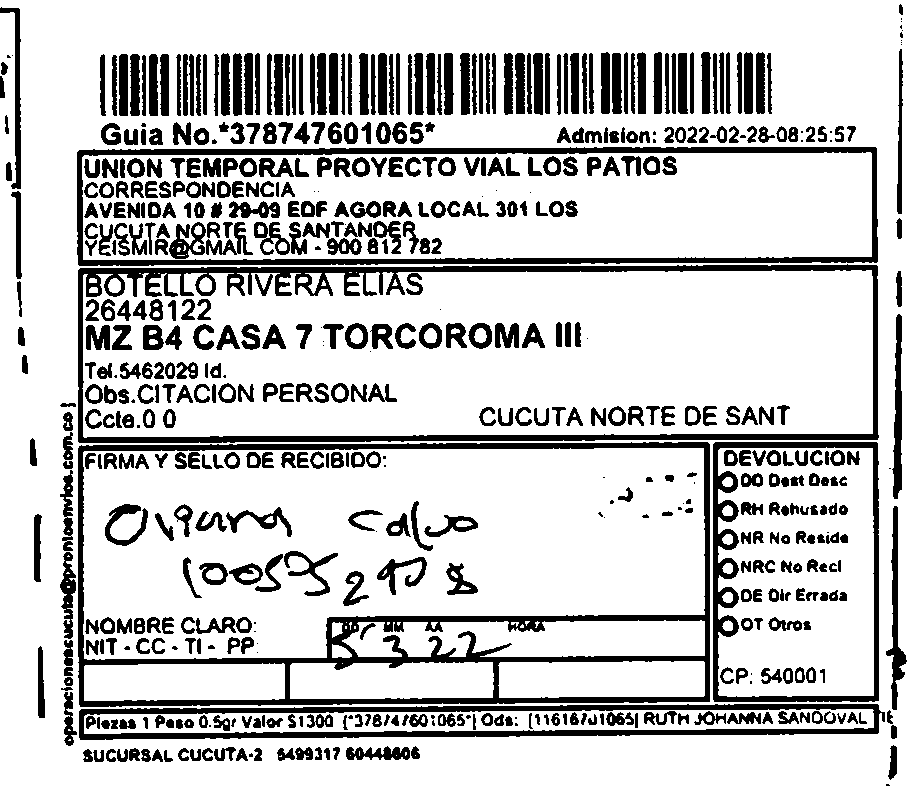 Guia No.*378747601065*
Admision: 2022-02-28-08:25:57
UNION TEMPORAL PROYECTO VIAL LOS PATIOS
CORRESPONDENCIA
AVENIDA 10 # 29-09 EDF AGORA LOCAL 301 LOS
CUCUTA NORTE DE SANTANDER
YEISMIR@GMAIL COM - 900 812 782
BOTELLO RIVERA ELIAS
26448122
MZ B4 CASA 7 TORCOROMA III
Tel.5462029 Id.
Obs.CITACION PERSONAL
Ccte.0 0
CUCUTA NORTE DE SANT
operacionescucuta@prontoenvios.com.co |
FIRMA Y SELLO DE RECIBIDO:
Calvo
NOMBRE CLARO:
NIT - CC - TI - PP
DD MM AA HORA
5 3 22
DEVOLUCION
DD Dest Desc
RH Rehusado
NR No Reside
NRC No Recl
DE Dir Errada
OT Otros
CP: 540001
Piezas 1 Peso 0.5gr Valor $1300 (*378747601065*) Ods: [11616701065] RUTH JOHANNA SANDOVAL TIE
SUCURSAL CUCUTA-2 5499317 60448606